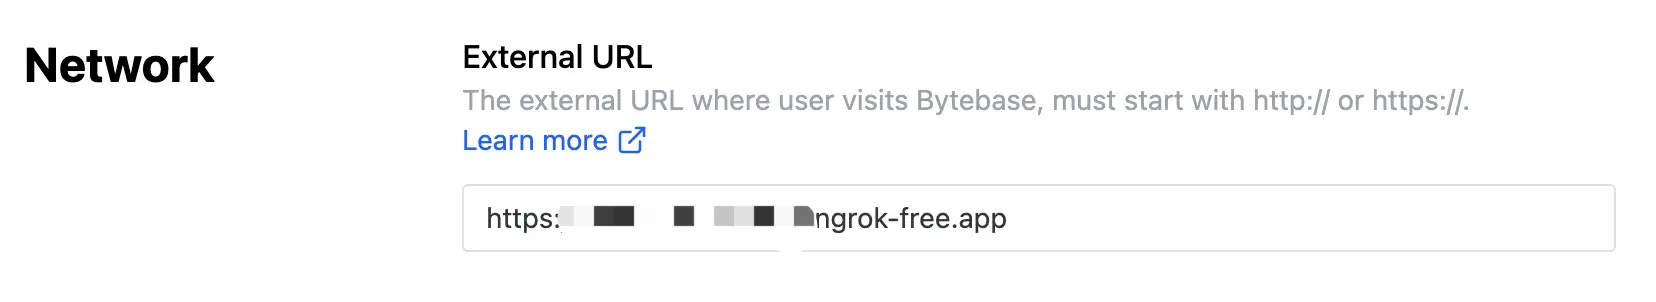 Network
External URL
The external URL where user visits Bytebase, must start with http:// or https://.
Learn more
https: ngrok-free.app